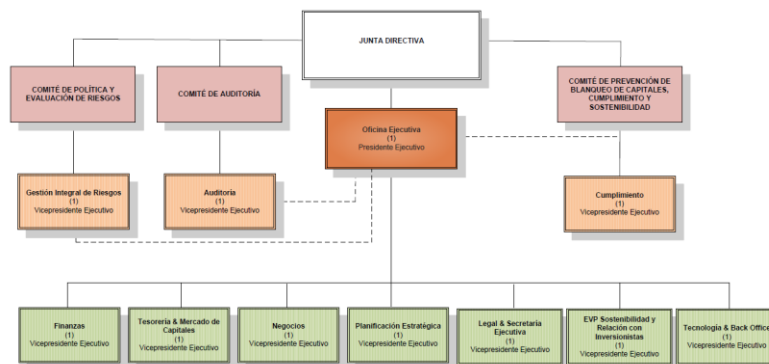 JUNTA DIRECTIVA
COMITÉ DE POLÍTICA Y
EVALUACIÓN DE RIESGOS
COMITÉ DE AUDITORÍA
COMITÉ DE PREVENCIÓN DE
BLANQUEO DE CAPITALES,
CUMPLIMIENTO Y
SOSTENIBILIDAD
Oficina Ejecutiva
(1)
Presidente Ejecutivo
Gestión Integral de Riesgos
(1)
Vicepresidente Ejecutivo
Auditoría
(1)
Vicepresidente Ejecutivo
Cumplimiento
(1)
Vicepresidente Ejecutivo
Finanzas
(1)
Vicepresidente Ejecutivo
Tesorería & Mercado de
Capitales
(1)
Vicepresidente Ejecutivo
Negocios
(1)
Vicepresidente Ejecutivo
Planificación Estratégica
(1)
Vicepresidente Ejecutivo
Legal & Secretaría
Ejecutiva
(1)
Vicepresidente Ejecutivo
EVP Sostenibilidad y
Relación con
Inversionistas
(1)
Vicepresidente Ejecutivo
Tecnología & Back Office
(1)
Vicepresidente Ejecutivo